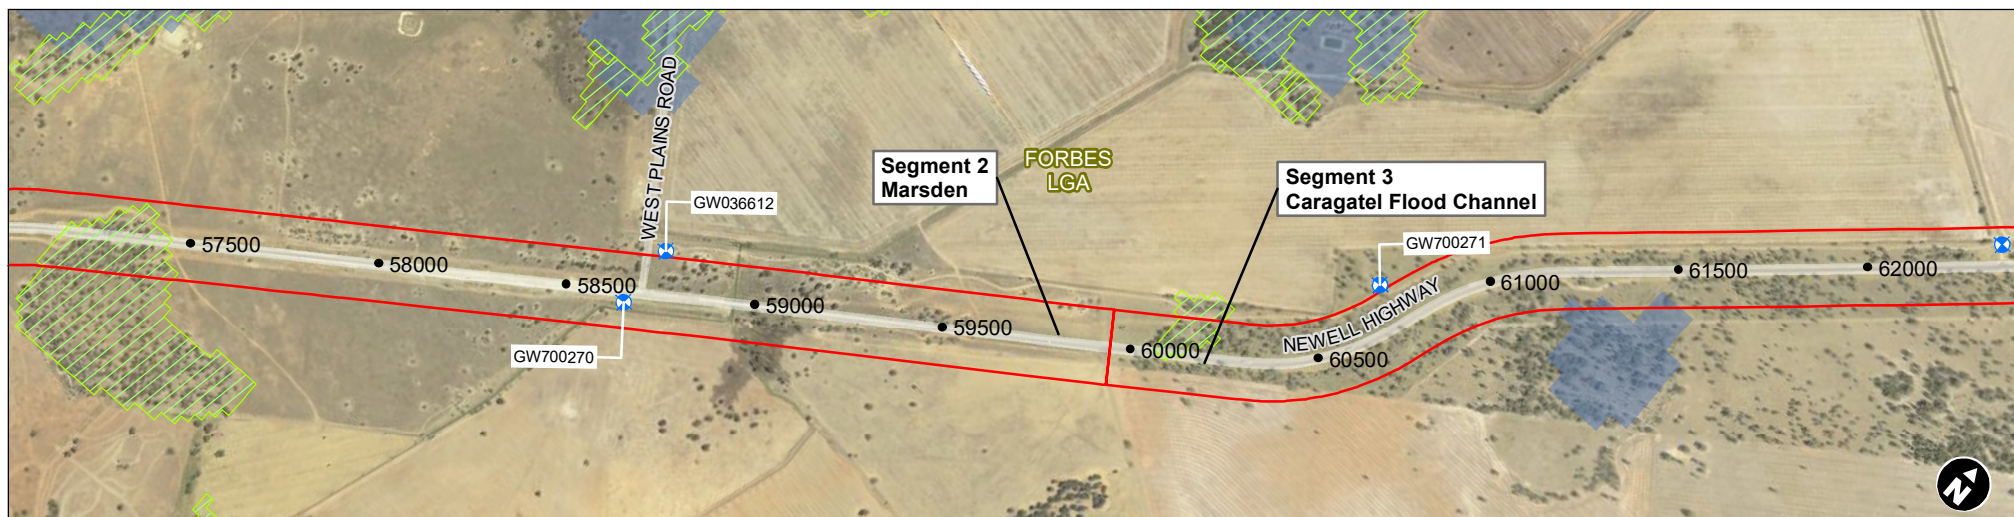 WEST PLAINS ROAD
FORBES
LGA
Segment 2
Marsden
Segment 3
Caragatel Flood Channel
GW036612
GW700271
57500
58000
58500
59000
59500
60000
60500
61000
61500
62000
NEWELL HIGHWAY
GW700270
N